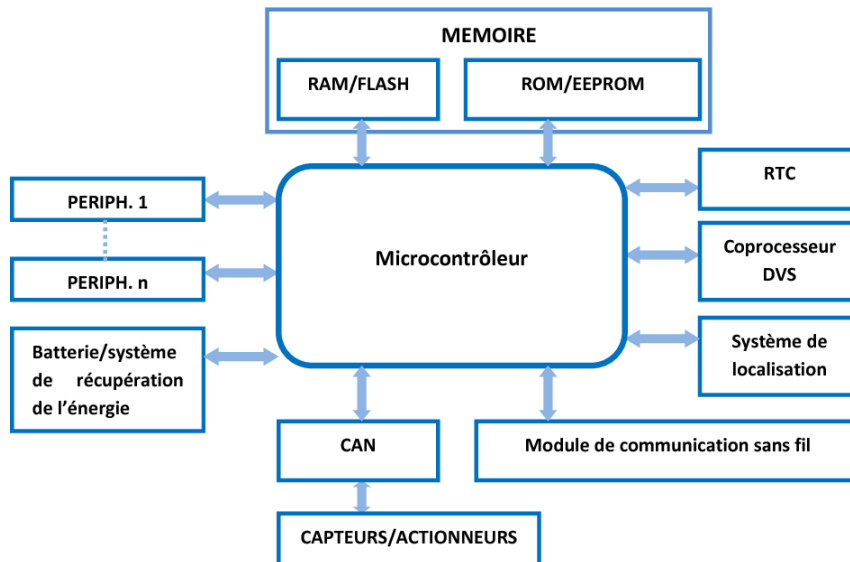 MEMOIRE
RAM/FLASH
ROM/EEPROM
PERIPH. 1
PERIPH. n
Batterie/système
de récupération
de l'énergie
Microcontrôleur
RTC
Coprocesseur
DVS
Système de
localisation
CAN
Module de communication sans fil
CAPTEURS/ACTIONNEURS